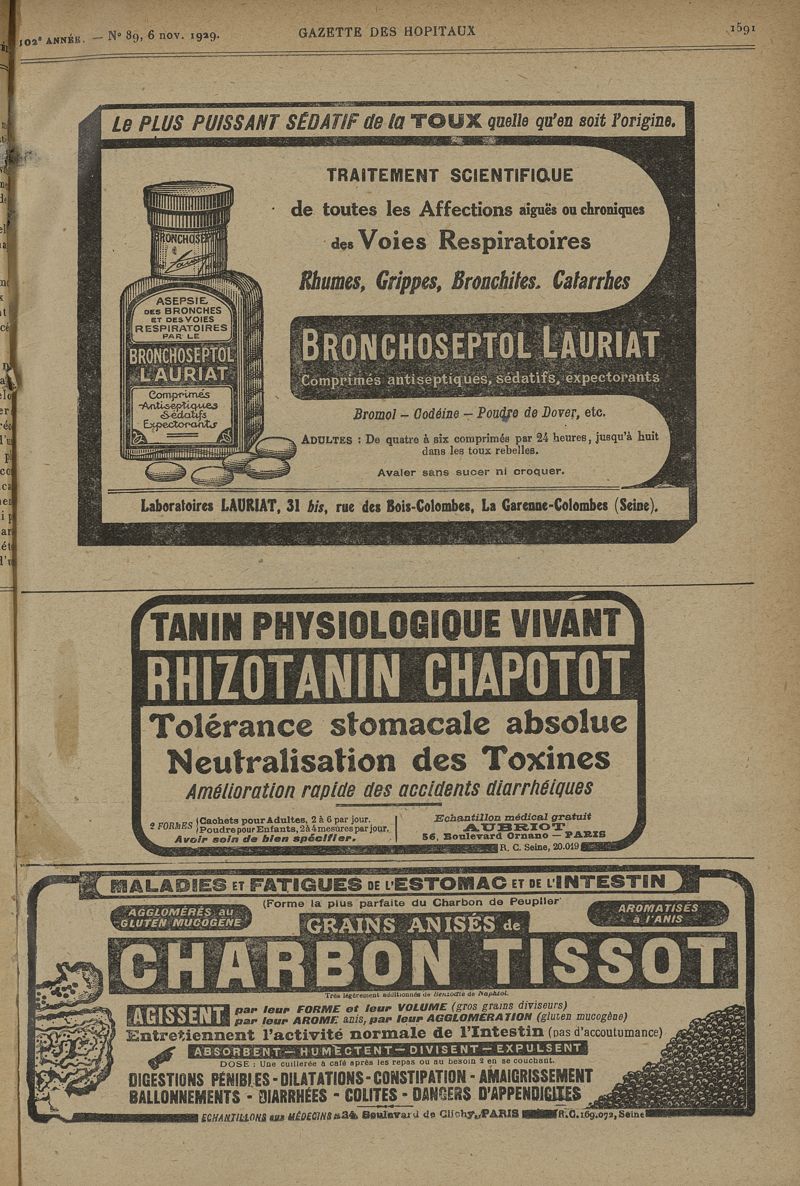 102e ANNÉE. — No 89, 6 nov. 1929.
GAZETTE DES HOPITAUX
1591
Le PLUS PUISSANT SÉDATIF de la TOUX quelle qu'en soit l'origine.
TRAITEMENT SCIENTIFIQUE
de toutes les Affections aiguës ou chroniques
des Voies Respiratoires
Rhumes, Grippes, Bronchites. Catarrhes
BRONCHOSEPTOL
ASEPSIE
DES BRONCHES
ET DES VOIES
RESPIRATOIRES
PAR LE
BRONCHOSEPTOL
LAURIAT
Comprimés
Antiseptiques
Sédatifs
Expectorants
BRONCHOSEPTOL LAURIAT
Comprimés antiseptiques, sédatifs, expectorants
Bromol — Codéine — Poudre de Dover, etc.
ADULTES : De quatre à six comprimés par 24 heures, jusqu'à huit
dans les toux rebelles.
Avaler sans sucer ni croquer.
Laboratoires LAURIAT, 31 bis, rue des Bois-Colombes, La Garenne-Colombes (Seine).
TANIN PHYSIOLOGIQUE VIVANT
RHIZOTANIN CHAPOTOT
Tolérance stomacale absolue
Neutralisation des Toxines
Amélioration rapide des accidents diarrhéiques
2 FORMES
Cachets pour Adultes, 2 à 6 par jour.
Poudre pour Enfants, 2 à 4 mesures par jour.
Avoir soin de bien spécifier.
Echantillon médical gratuit
AUBRIOT
56, Boulevard Ornano — PARIS
R. C. Seine, 20.019
MALADIES ET FATIGUES DE L'ESTOMAC ET DE L'INTESTIN
(Forme la plus parfaite du Charbon de Peuplier
AGGLOMÉRÉS au
GLUTEN MUCOGÈNE
GRAINS ANISÉS de
AROMATISÉS
à l'ANIS
CHARBON TISSOT
Très légèrement additionnés de Benzoate de Naphtol.
AGISSENT
par leur FORME et leur VOLUME (gros grains diviseurs)
par leur AROME anis, par leur AGGLOMÉRATION (gluten mucogène)
Entretiennent l'activité normale de l'Intestin (pas d'accoutumance)
ABSORBENT — HUMECTENT — DIVISENT — EXPULSENT
DOSE : Une cuillerée à café après les repas ou au besoin 2 en se couchant.
DIGESTIONS PÉNIBLES - DILATATIONS - CONSTIPATION - AMAIGRISSEMENT
BALLONNEMENTS - DIARRHÉES - COLITES - DANGERS D'APPENDICITES
ECHANTILLONS aux MÉDECINS 34, Boulevard de Clichy, PARIS
R.C. 169.072, Seine